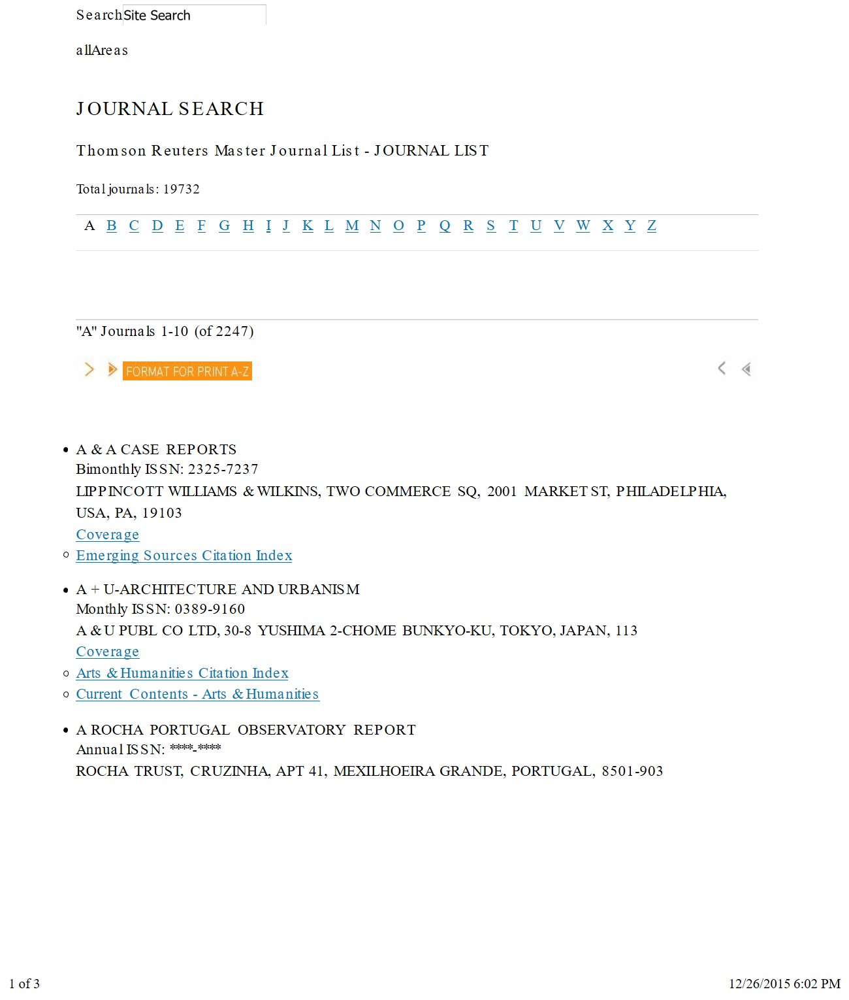 Search Site Search
allAreas
JOURNAL SEARCH
Thomson Reuters Master Journal List - JOURNAL LIST
Total journals: 19732
A B C D E F G H I J K L M N O P Q R S T U V W X Y Z
"A" Journals 1-10 (of 2247)
FORMAT FOR PRINT A-Z
A & A CASE REPORTS
Bimonthly ISSN: 2325-7237
LIPPINCOTT WILLIAMS & WILKINS, TWO COMMERCE SQ, 2001 MARKET ST, PHILADELPHIA,
USA, PA, 19103
Coverage
Emerging Sources Citation Index
A + U-ARCHITECTURE AND URBANISM
Monthly ISSN: 0389-9160
A & U PUBL CO LTD, 30-8 YUSHIMA 2-CHOME BUNKYO-KU, TOKYO, JAPAN, 113
Coverage
Arts & Humanities Citation Index
Current Contents - Arts & Humanities
A ROCHA PORTUGAL OBSERVATORY REPORT
Annual ISSN: ****-****
ROCHA TRUST, CRUZINHA, APT 41, MEXILHOEIRA GRANDE, PORTUGAL, 8501-903
1 of 3
12/26/2015 6:02 PM